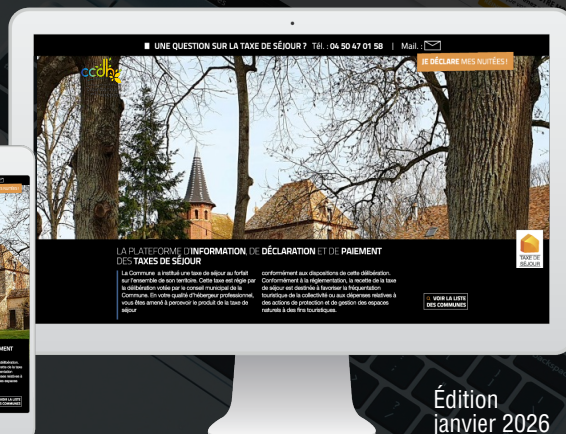 UNE QUESTION SUR LA TAXE DE SÉJOUR ? Tél. : 04 50 47 01 58 | Mail. :
JE DÉCLARE MES NUITÉES !
ccdh
LA PLATEFORME D'INFORMATION, DE DÉCLARATION ET DE PAIEMENT
DES TAXES DE SÉJOUR
La Commune a institué une taxe de séjour au forfait
sur l'ensemble de son territoire. Cette taxe est régie par
la délibération votée par le conseil municipal de la
Commune. En votre qualité d'hébergeur professionnel,
vous êtes amené à percevoir le produit de la taxe de
séjour
conformément aux dispositions de cette délibération.
Conformément à la réglementation, la recette de la taxe
de séjour est destinée à favoriser la fréquentation
touristique de la collectivité ou aux dépenses relatives à
des actions de protection et de gestion des espaces
naturels à des fins touristiques.
TAXE DE
SÉJOUR
VOIR LA LISTE
DES COMMUNES
VOIR LA LISTE
DES COMMUNES
Édition
janvier 2026